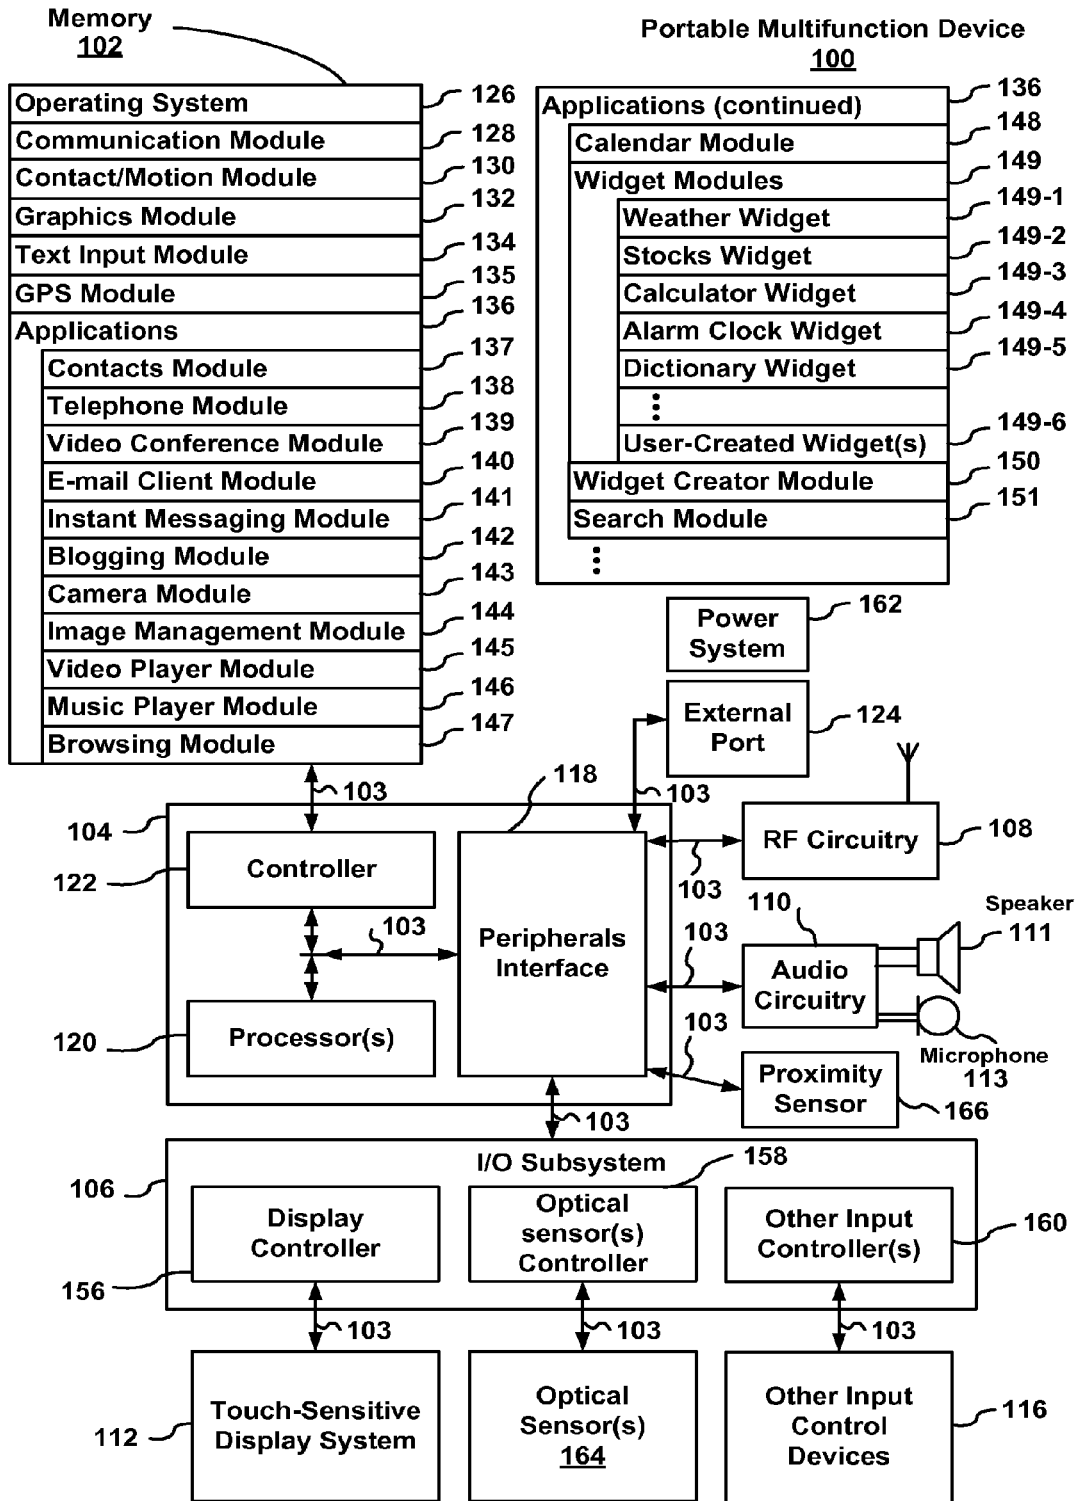 Memory
102
Operating System 126
Communication Module 128
Contact/Motion Module 130
Graphics Module 132
Text Input Module 134
GPS Module 135
Applications 136
Contacts Module 137
Telephone Module 138
Video Conference Module 139
E-mail Client Module 140
Instant Messaging Module 141
Blogging Module 142
Camera Module 143
Image Management Module 144
Video Player Module 145
Music Player Module 146
Browsing Module 147
Portable Multifunction Device
100
Applications (continued) 136
Calendar Module 148
Widget Modules 149
Weather Widget 149-1
Stocks Widget 149-2
Calculator Widget 149-3
Alarm Clock Widget 149-4
Dictionary Widget 149-5
User-Created Widget(s) 149-6
Widget Creator Module 150
Search Module 151
Power
System
162
External
Port
124
103
118
103
104
Controller
122
103
Peripherals
Interface
Processor(s)
120
RF Circuitry
108
103
110
Speaker
111
103
Audio
Circuitry
103
Microphone
113
Proximity
Sensor
166
103
I/O Subsystem
106
158
Display
Controller
156
Optical
sensor(s)
Controller
Other Input
Controller(s)
160
103
103
103
Touch-Sensitive
Display System
112
Optical
Sensor(s)
164
Other Input
Control
Devices
116